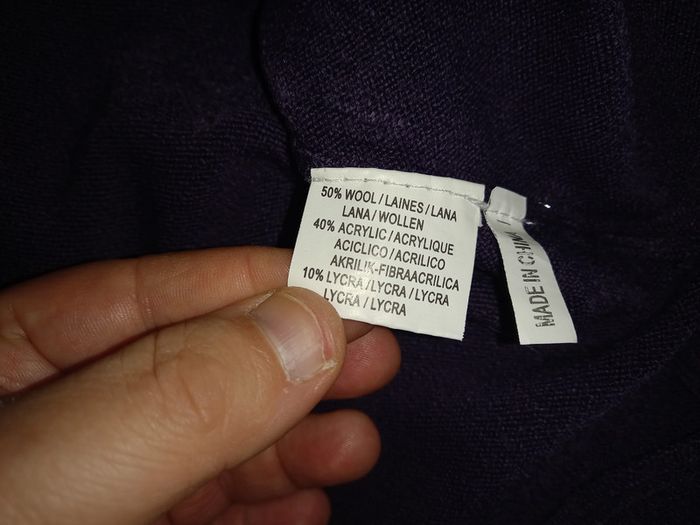 50% WOOL / LAINES / LANA
LANA / WOLLEN
40% ACRYLIC / ACRYLIQUE
ACICLICO / ACRILICO
AKRILIK-FIBRAACRILICA
10% LYCRA / LYCRA / LYCRA
LYCRA / LYCRA
MADE IN CHINA